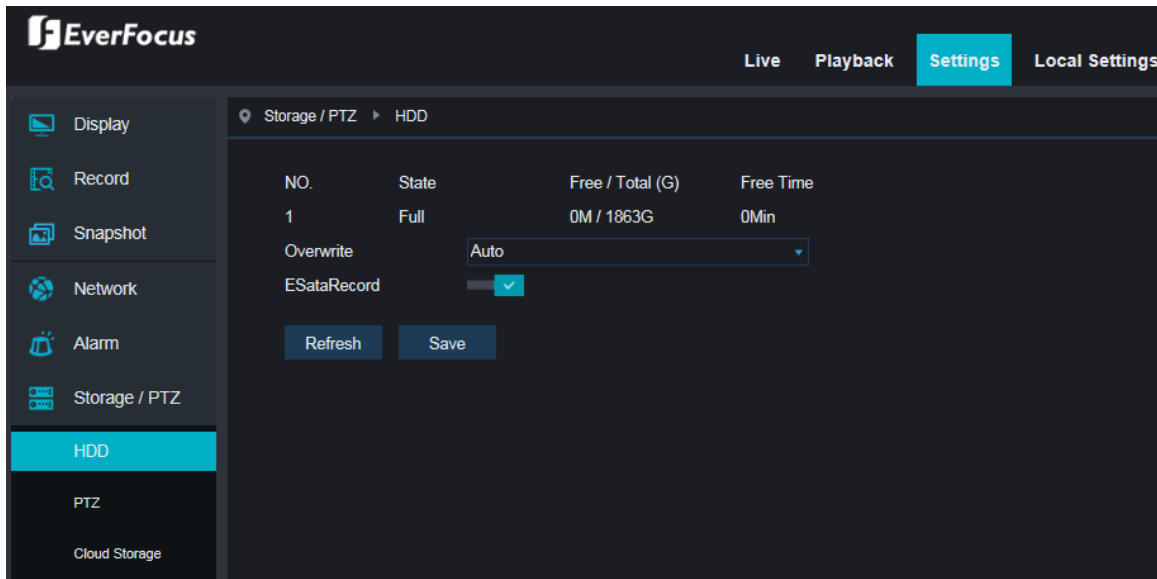 EverFocus
Live Playback Settings Local Settings
Display
Record
Snapshot
Network
Alarm
Storage / PTZ
HDD
PTZ
Cloud Storage
Storage / PTZ HDD
NO. State Free / Total (G) Free Time
1 Full 0M / 1863G 0Min
Overwrite Auto
ESataRecord
Refresh Save